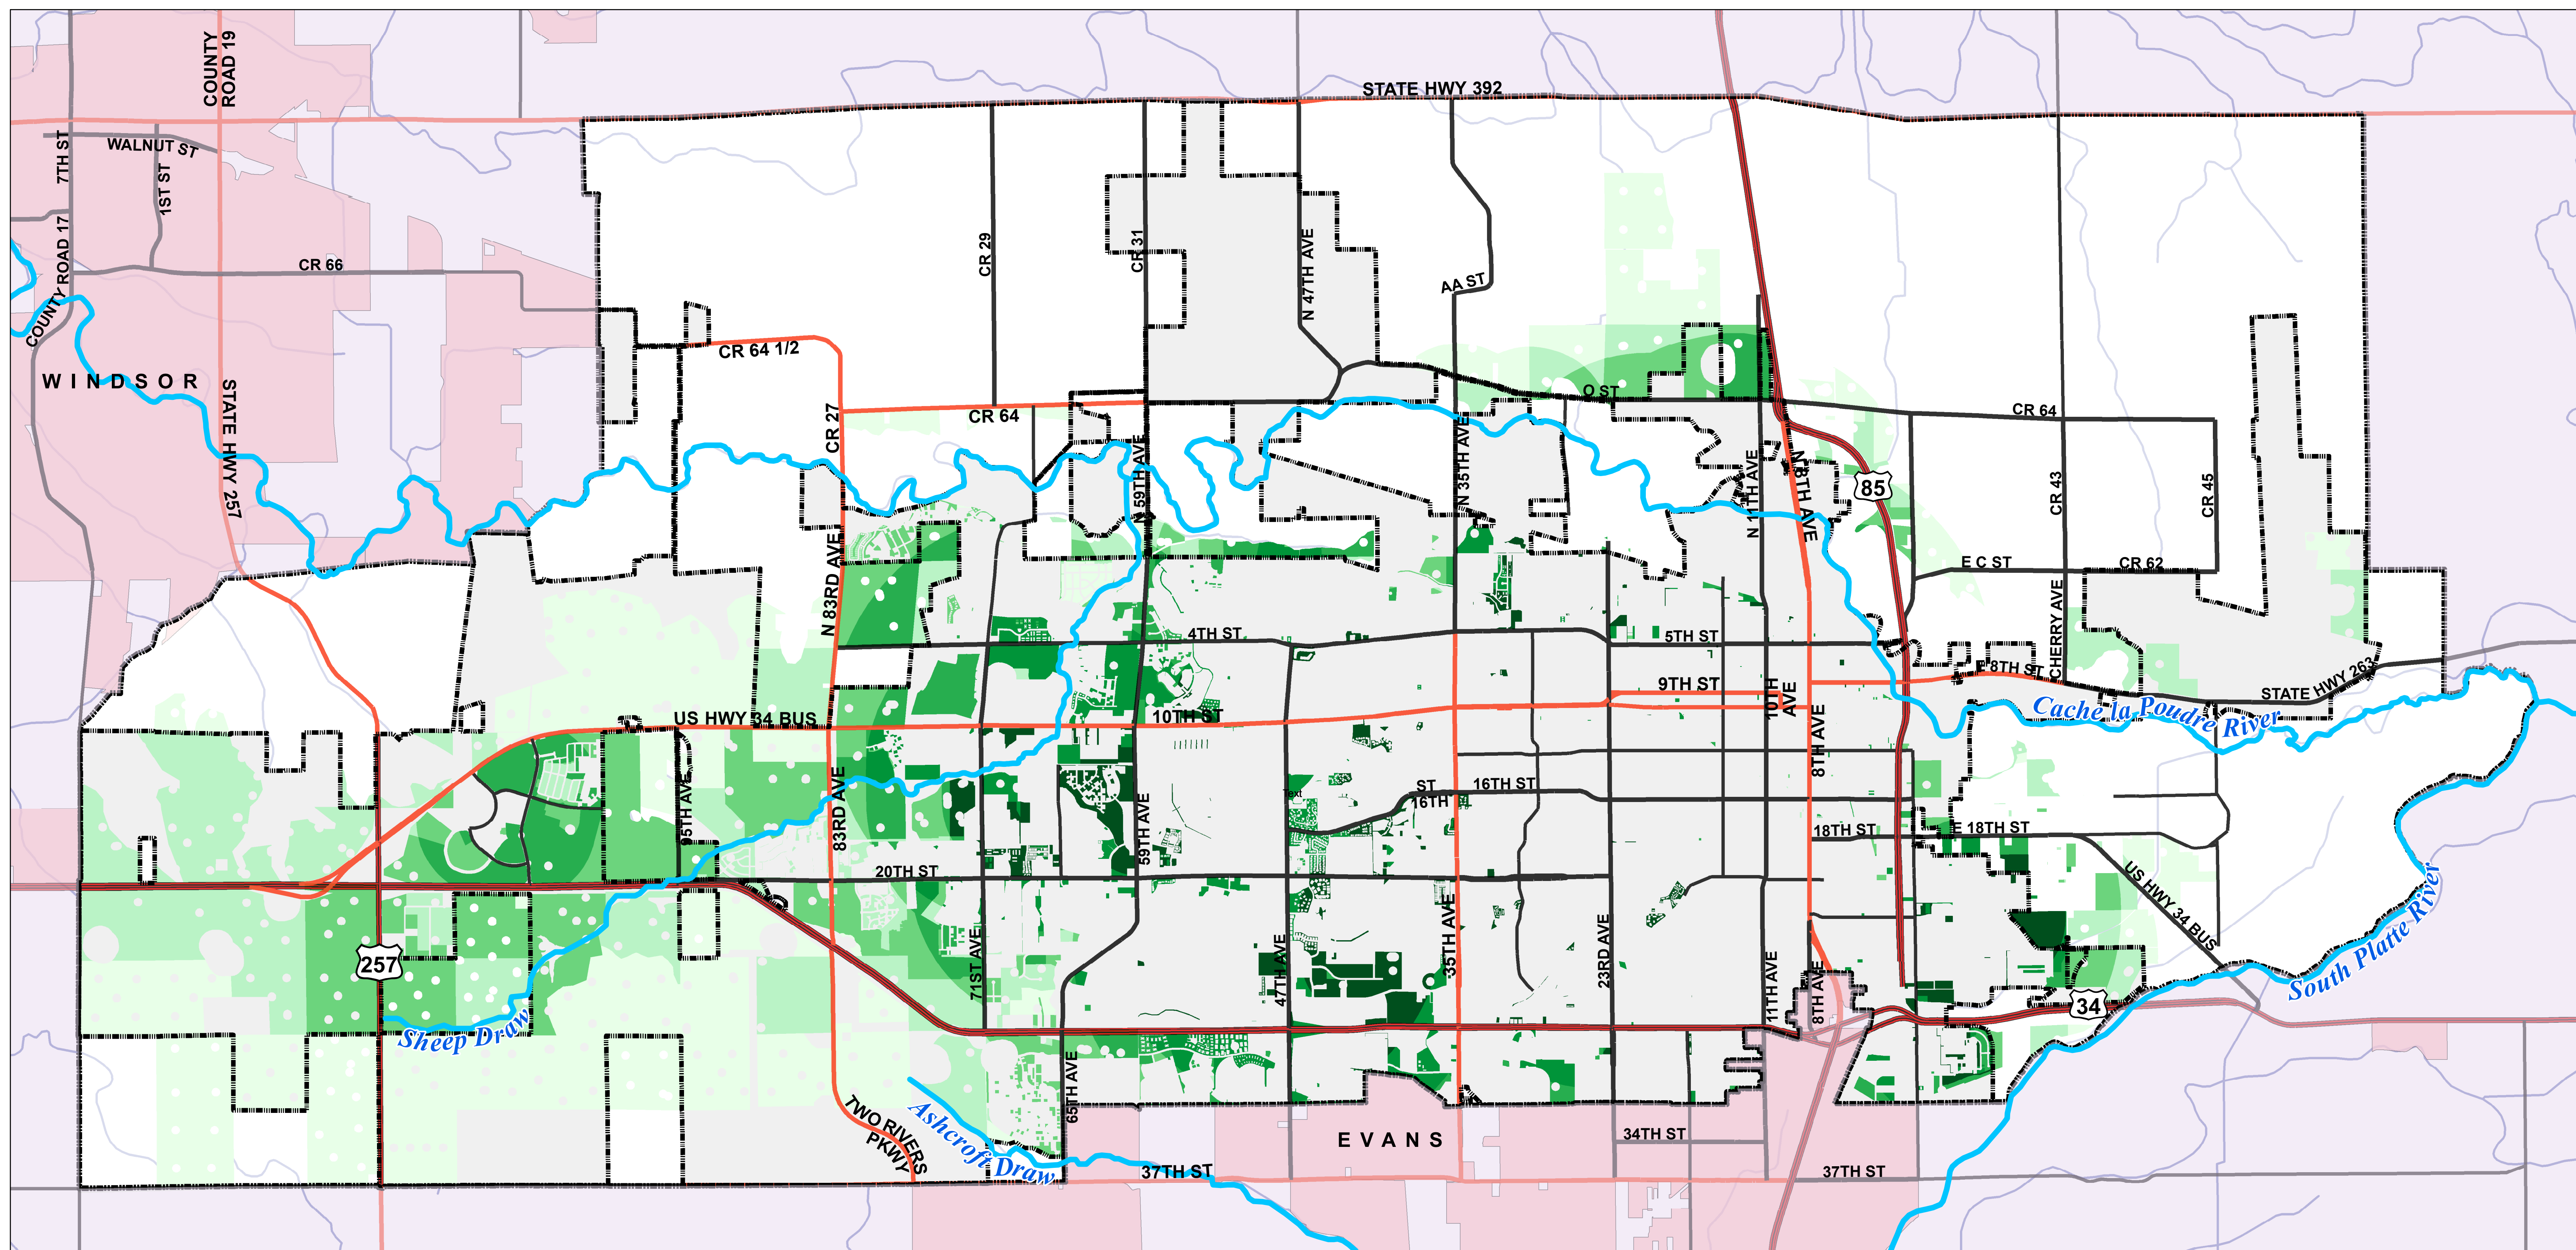 COUNTY
ROAD 19
STATE HWY 392
WALNUT ST
7TH ST
1ST ST
COUNTY ROAD 17
CR 66
CR 29
CR 31
N 47TH AVE
AA ST
CR 64 1/2
WINDSOR
STATE HWY 257
CR 27
CR 64
O ST
CR 64
N 59TH AVE
N 35TH AVE
N 11TH AVE
N 8TH AVE
85
CR 43
CR 45
N 83RD AVE
E C ST
CR 62
4TH ST
5TH ST
CHERRY AVE
E 8TH ST
STATE HWY 263
9TH ST
10TH
AVE
US HWY 34 BUS
10TH ST
Cache la Poudre River
8TH AVE
95TH AVE
83RD AVE
59TH AVE
Text
ST
16TH
16TH ST
18TH ST
E 18TH ST
20TH ST
US HWY 34 BUS
South Platte River
257
71ST AVE
47TH AVE
35TH AVE
23RD AVE
11TH AVE
8TH AVE
34
Sheep Draw
65TH AVE
TWO RIVERS
PKWY
Ashcroft Draw
EVANS
34TH ST
37TH ST
37TH ST